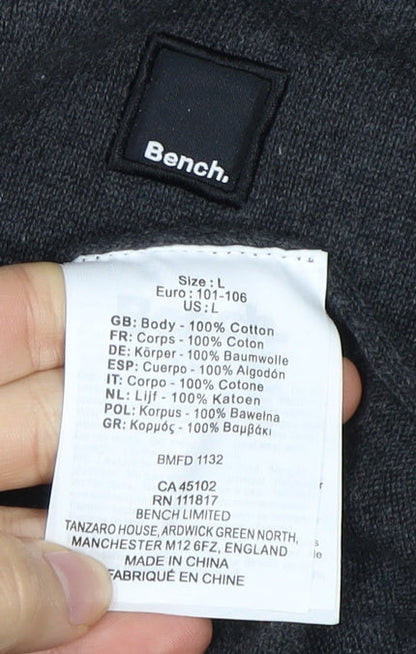 Bench.
Size : L
Euro : 101-106
US : L
GB: Body - 100% Cotton
FR: Corps - 100% Coton
DE: Körper - 100% Baumwolle
ESP: Cuerpo - 100% Algodón
IT: Corpo - 100% Cotone
NL: Lijf - 100% Katoen
POL: Korpus - 100% Bawełna
GR: Κορμός - 100% Βαμβάκι
BMFD 1132
CA 45102
RN 111817
BENCH LIMITED
TANZARO HOUSE, ARDWICK GREEN NORTH,
MANCHESTER M12 6FZ, ENGLAND
MADE IN CHINA
FABRIQUÉ EN CHINE